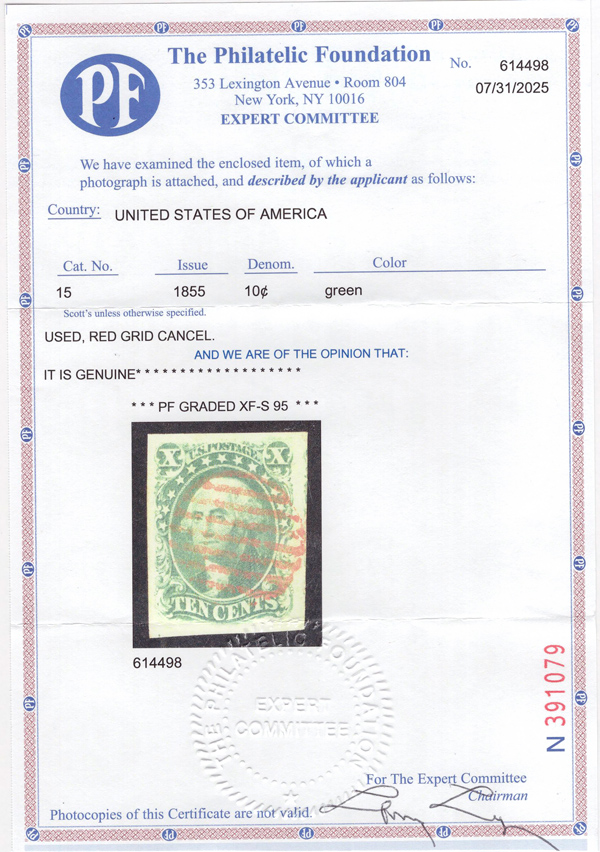 PF
The Philatelic Foundation
353 Lexington Avenue • Room 804
New York, NY 10016
EXPERT COMMITTEE
No. 614498
07/31/2025
We have examined the enclosed item, of which a
photograph is attached, and described by the applicant as follows:
Country: UNITED STATES OF AMERICA
Cat. No. Issue Denom. Color
15 1855 10¢ green
Scott's unless otherwise specified.
USED, RED GRID CANCEL.
AND WE ARE OF THE OPINION THAT:
IT IS GENUINE* * * * * * * * * * * * * * * * * * *
* * * PF GRADED XF-S 95 * * *
X U.S. POSTAGE X
TEN CENTS
614498
THE PHILATELIC FOUNDATION
EXPERT
COMMITTEE
N 391079
For The Expert Committee
Chairman
Photocopies of this Certificate are not valid.